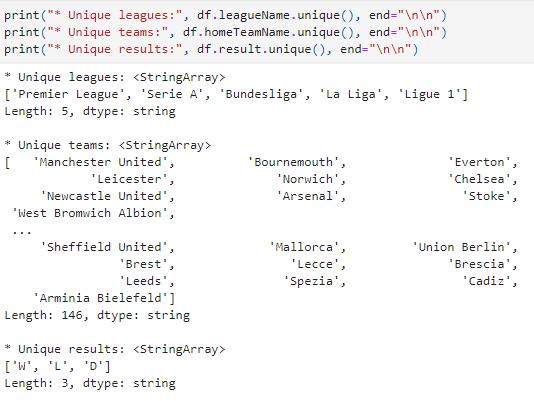 print("* Unique leagues:", df.leagueName.unique(), end="\n\n")
print("* Unique teams:", df.homeTeamName.unique(), end="\n\n")
print("* Unique results:", df.result.unique(), end="\n\n")
* Unique leagues: <StringArray>
['Premier League', 'Serie A', 'Bundesliga', 'La Liga', 'Ligue 1']
Length: 5, dtype: string
* Unique teams: <StringArray>
[   'Manchester United',          'Bournemouth',              'Everton',
            'Leicester',              'Norwich',              'Chelsea',
     'Newcastle United',              'Arsenal',                'Stoke',
 'West Bromwich Albion',
 ...
     'Sheffield United',             'Mallorca',         'Union Berlin',
                'Brest',                'Lecce',              'Brescia',
                'Leeds',               'Spezia',                'Cadiz',
    'Arminia Bielefeld']
Length: 146, dtype: string
* Unique results: <StringArray>
['W', 'L', 'D']
Length: 3, dtype: string